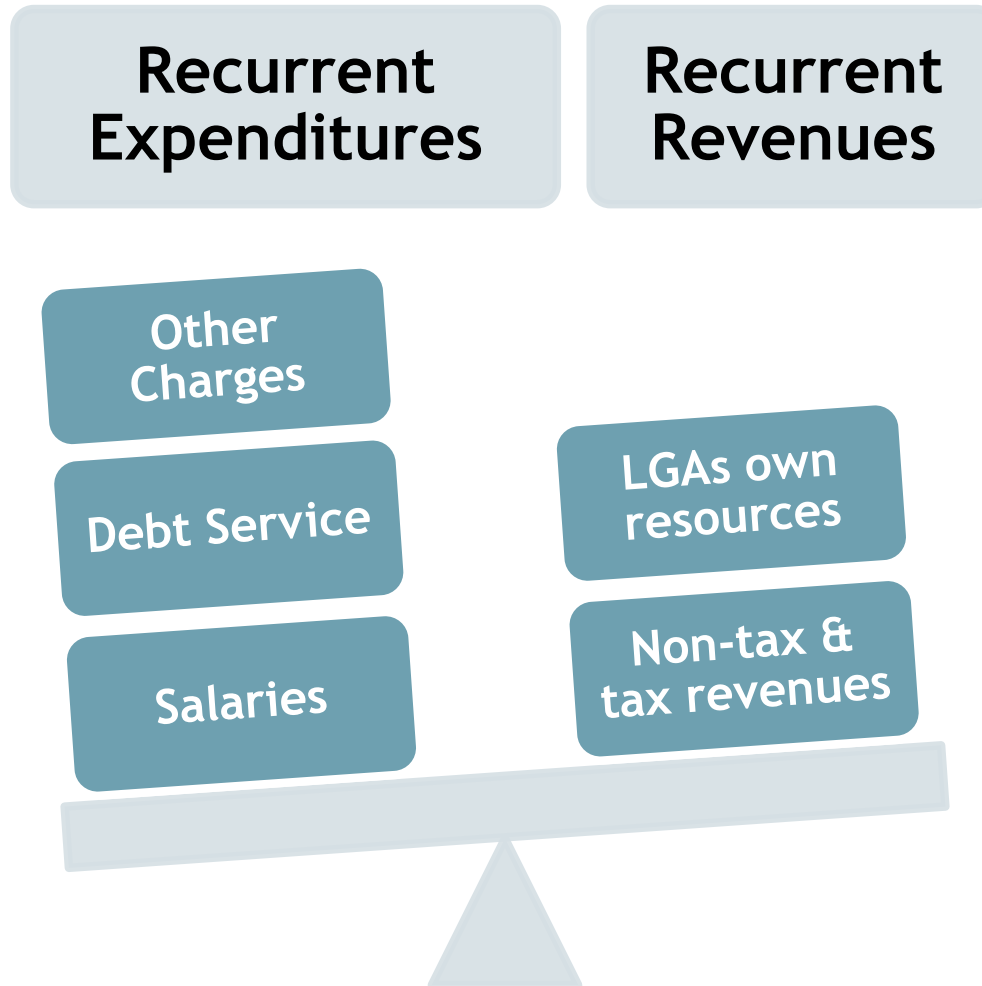 Recurrent
Expenditures
Recurrent
Revenues
Other
Charges
Debt Service
Salaries
LGAs own
resources
Non-tax &
tax revenues